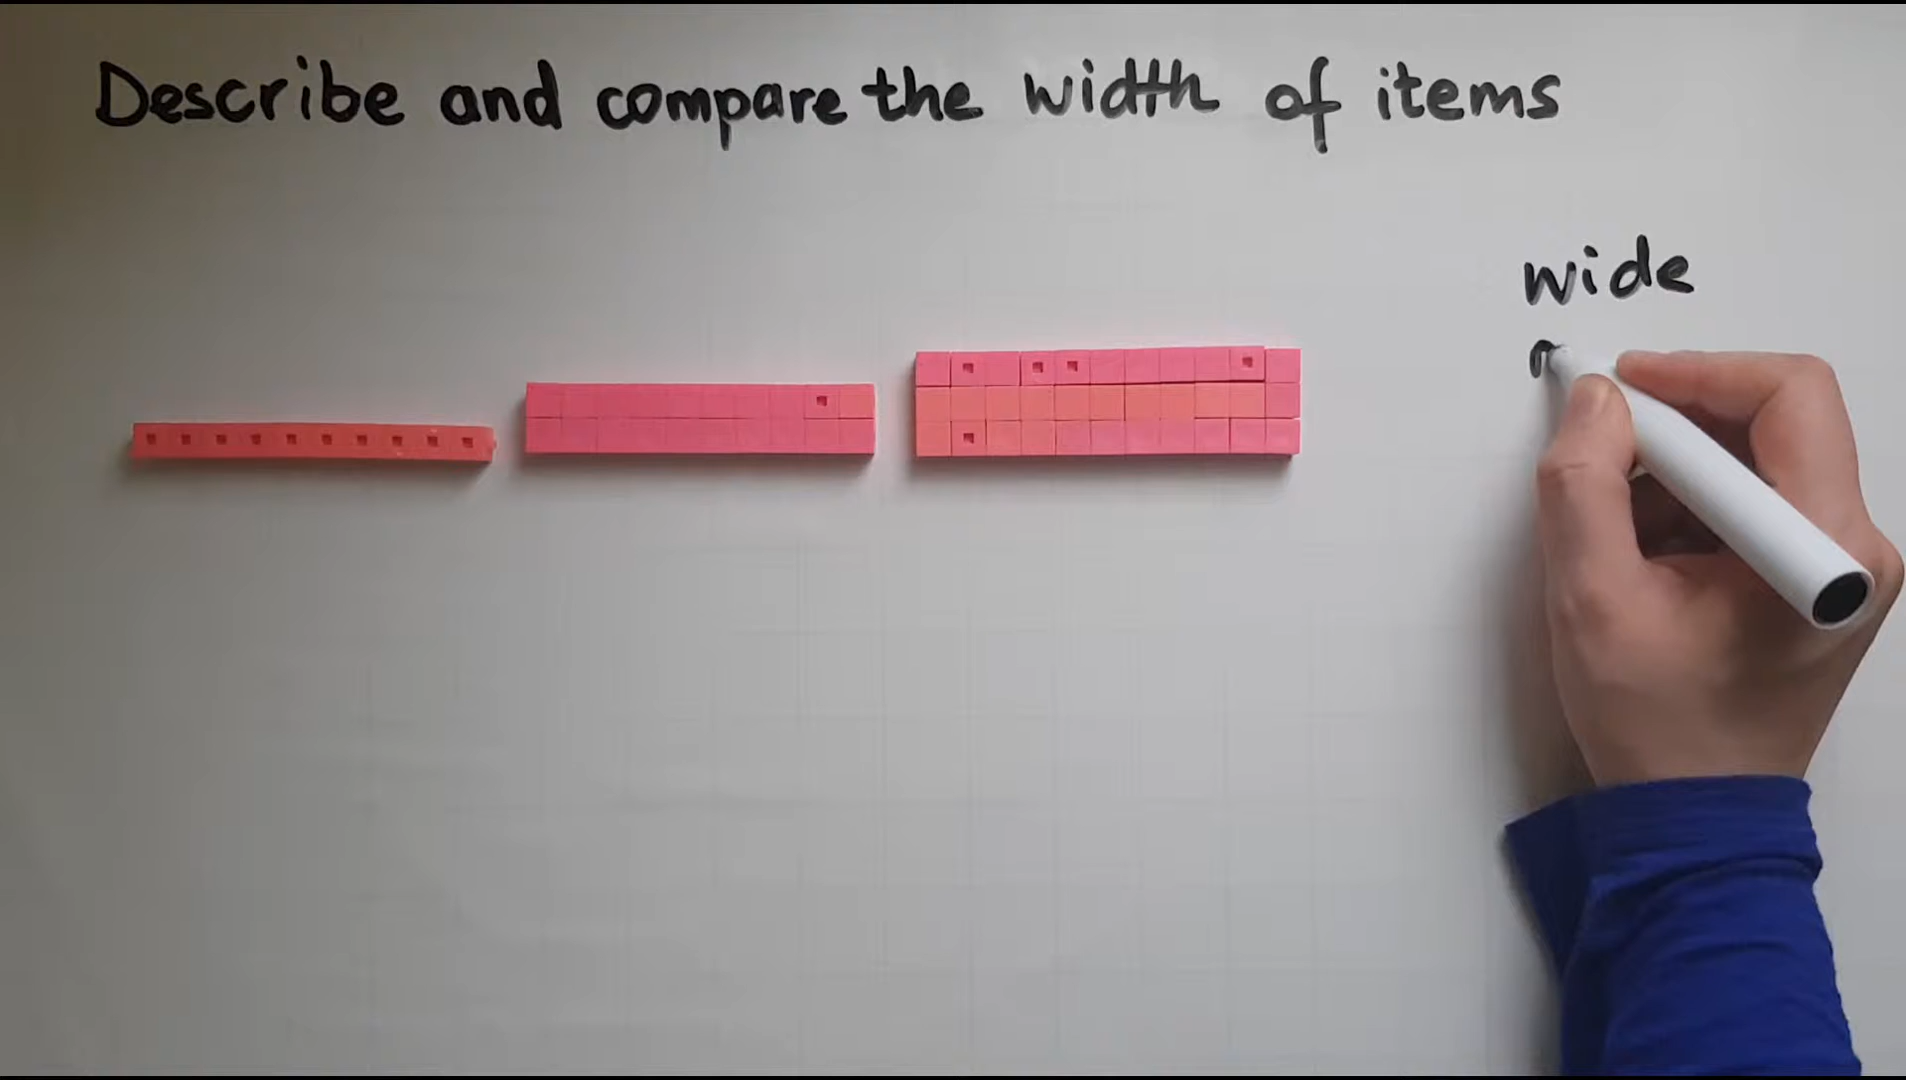 Describe and compare the width of items
wide